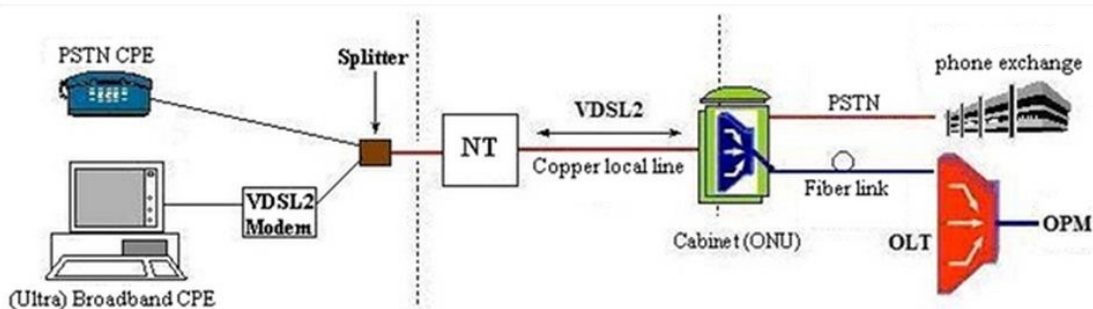 PSTN CPE
Splitter
phone exchange
VDSL2
PSTN
NT
Copper local line
Fiber link
VDSL2
Modem
Cabinet (ONU)
OLT
OPM
(Ultra) Broadband CPE